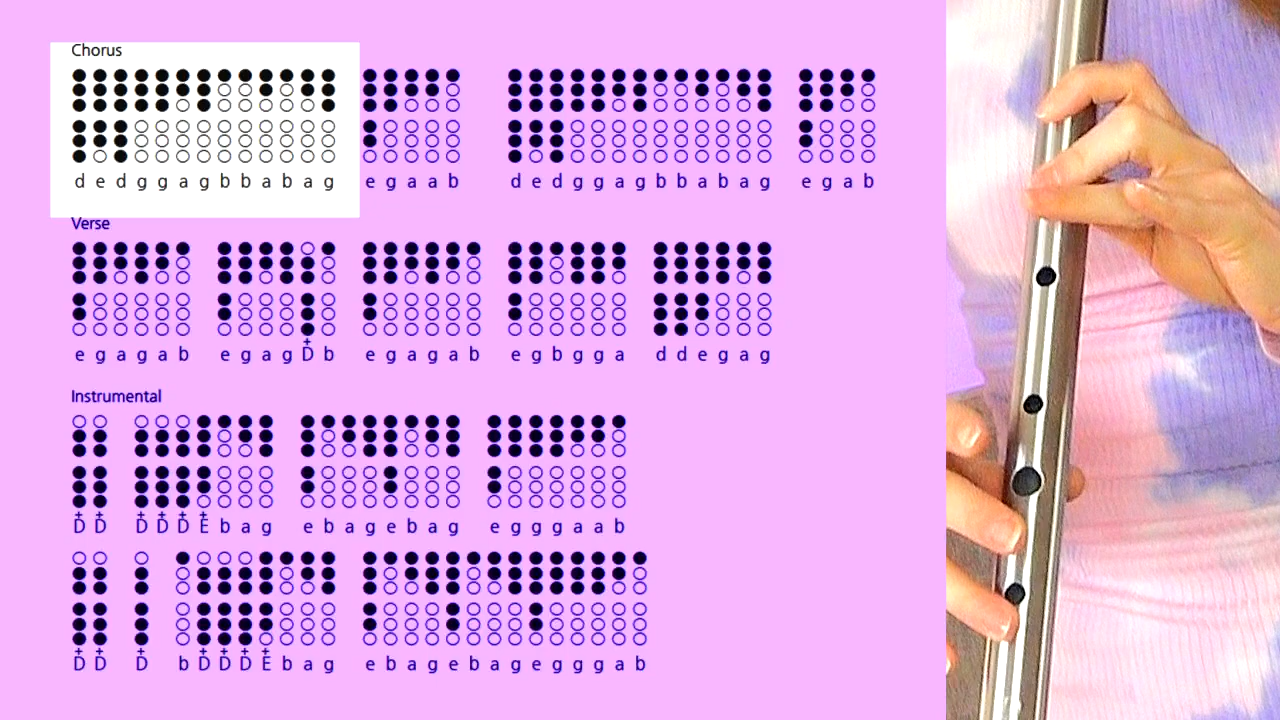 Chorus
d e d g g a g b b a b a g e g a a b d e d g g a g b b a b a g e g a b
Verse
e g a g a b e g a g D b e g a g a b e g b g g a d d e g a g
+
Instrumental
+ + + + + +
D D D D D E b a g e b a g e b a g e g g g a a b
+ + + + + + +
D D D b D D D E b a g e b a g e b a g e g g g a b